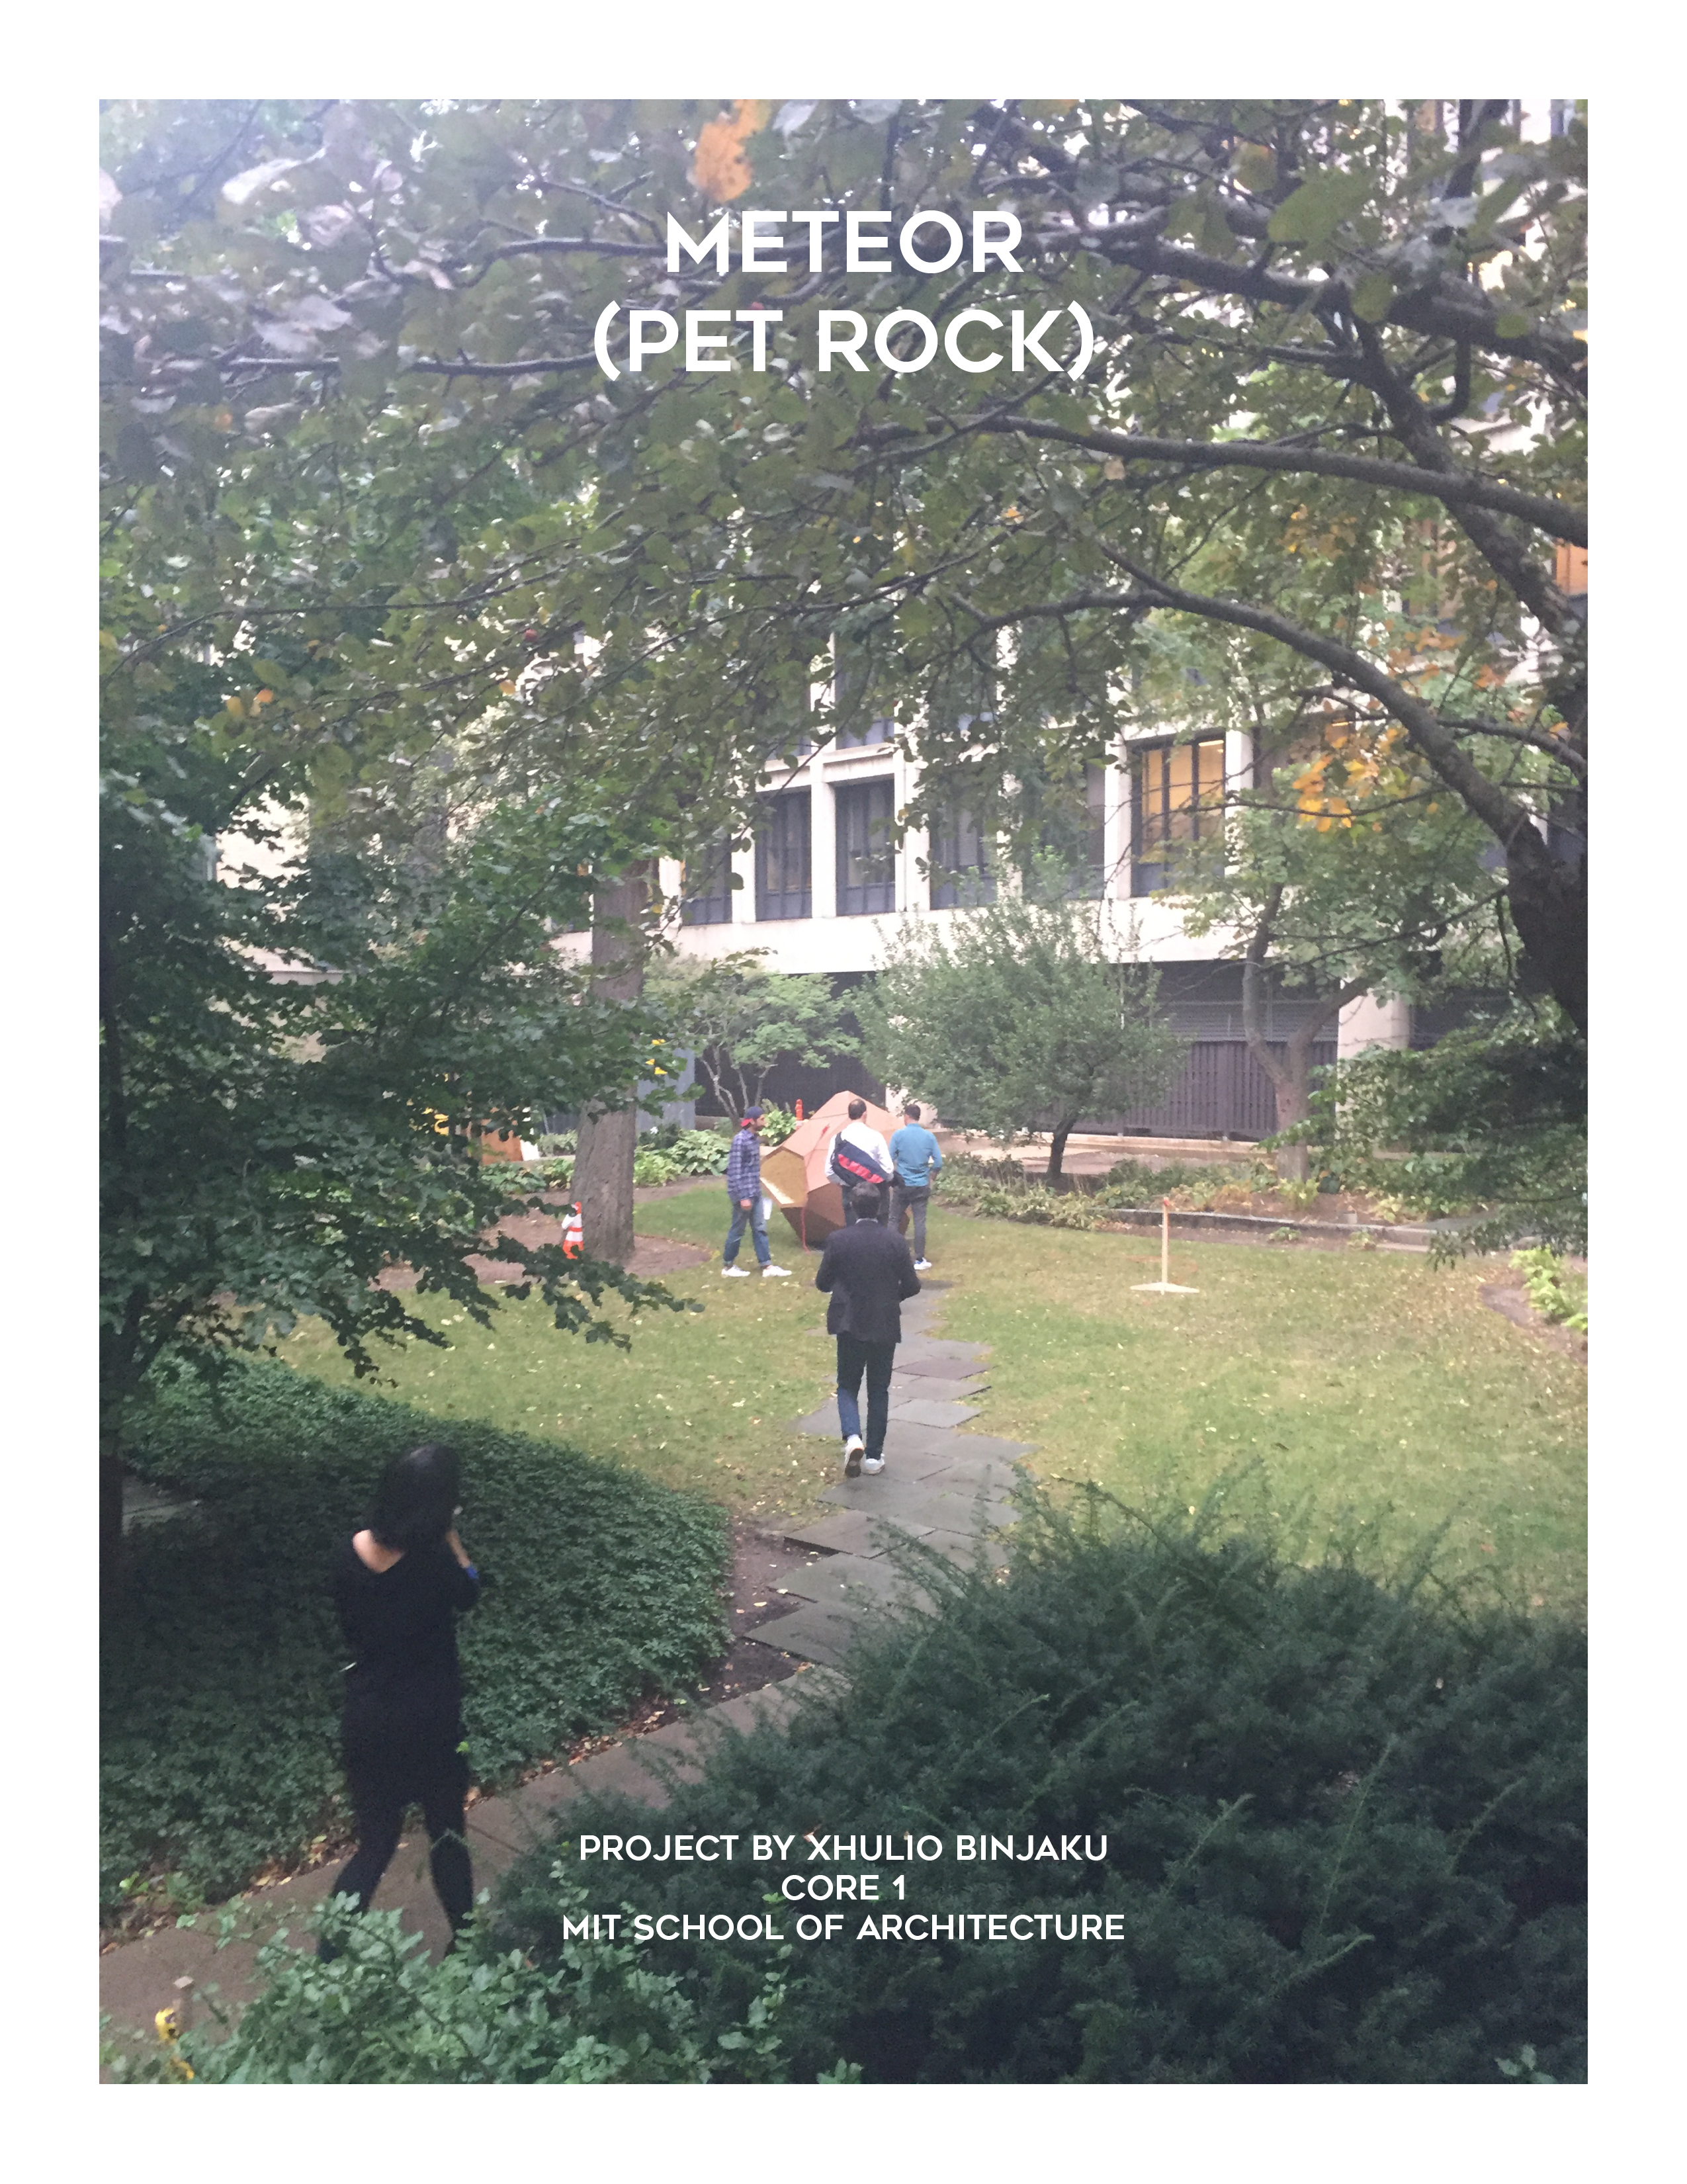 METEOR
(PET ROCK)
PROJECT BY XHULIO BINJAKU
CORE 1
MIT SCHOOL OF ARCHITECTURE